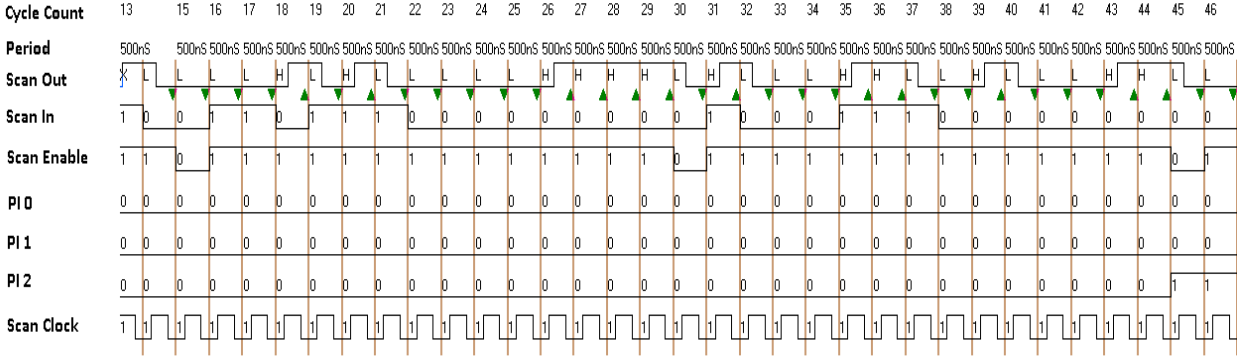 Cycle Count 13 15 16 17 18 19 20 21 22 23 24 25 26 27 28 29 30 31 32 33 34 35 36 37 38 39 40 41 42 43 44 45 46
Period 500nS 500nS 500nS 500nS 500nS 500nS 500nS 500nS 500nS 500nS 500nS 500nS 500nS 500nS 500nS 500nS 500nS 500nS 500nS 500nS 500nS 500nS 500nS 500nS 500nS 500nS 500nS 500nS 500nS 500nS 500nS 500nS 500nS
Scan Out X L L L L H L H L L L L L H H H H L H L L L H H L L H L L L H H L L
Scan In 1 0 0 1 1 0 1 1 1 0 0 0 0 0 0 0 0 0 1 0 0 0 1 1 1 0 0 0 0 0 0 0 0 0
Scan Enable 1 1 0 1 1 1 1 1 1 1 1 1 1 1 1 1 1 0 1 1 1 1 1 1 1 1 1 1 1 1 1 1 0 1
PI 0 0 0 0 0 0 0 0 0 0 0 0 0 0 0 0 0 0 0 0 0 0 0 0 0 0 0 0 0 0 0 0 0 0 0
PI 1 0 0 0 0 0 0 0 0 0 0 0 0 0 0 0 0 0 0 0 0 0 0 0 0 0 0 0 0 0 0 0 0 0 0
PI 2 0 0 0 0 0 0 0 0 0 0 0 0 0 0 0 0 0 0 0 0 0 0 0 0 0 0 0 0 0 0 0 0 1 1
Scan Clock 1 1 1 1 1 1 1 1 1 1 1 1 1 1 1 1 1 1 1 1 1 1 1 1 1 1 1 1 1 1 1 1 1 1